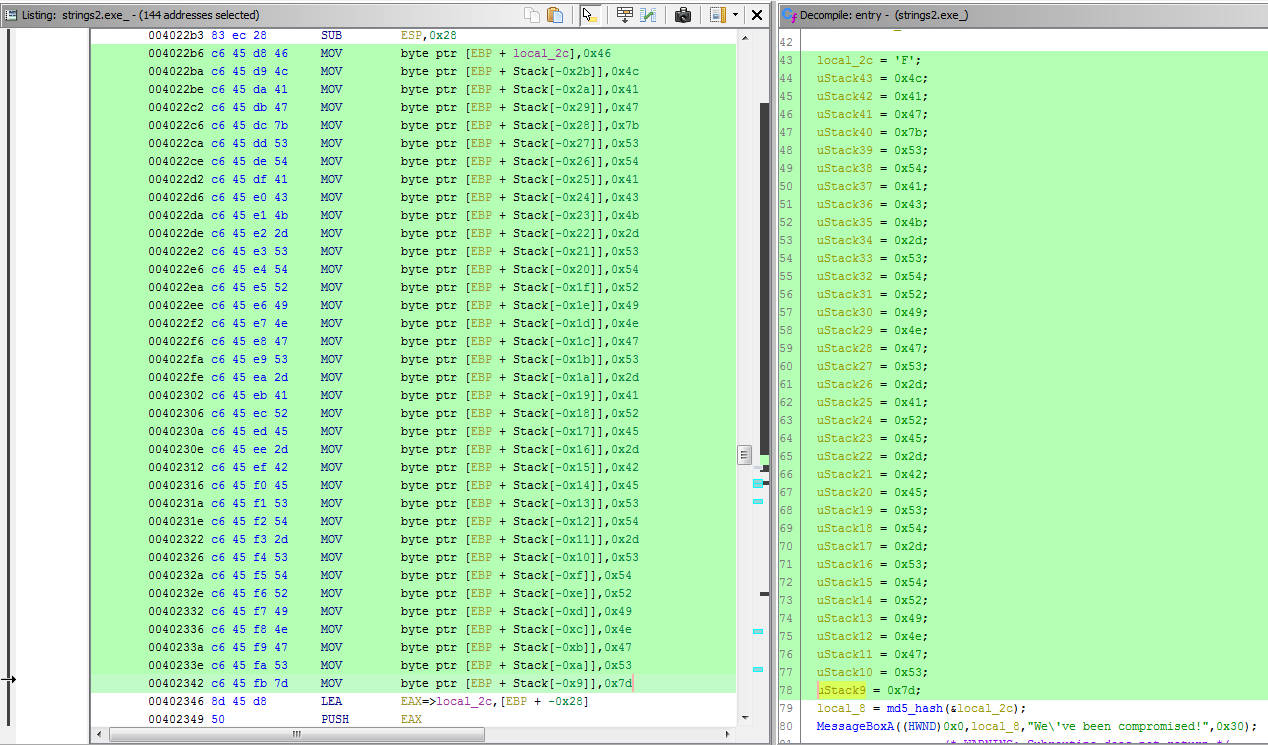 Listing: strings2.exe_ - (144 addresses selected)
004022b3 83 ec 28 SUB ESP,0x28
004022b6 c6 45 d8 46 MOV byte ptr [EBP + local_2c],0x46
004022ba c6 45 d9 4c MOV byte ptr [EBP + Stack[-0x2b]],0x4c
004022be c6 45 da 41 MOV byte ptr [EBP + Stack[-0x2a]],0x41
004022c2 c6 45 db 47 MOV byte ptr [EBP + Stack[-0x29]],0x47
004022c6 c6 45 dc 7b MOV byte ptr [EBP + Stack[-0x28]],0x7b
004022ca c6 45 dd 53 MOV byte ptr [EBP + Stack[-0x27]],0x53
004022ce c6 45 de 54 MOV byte ptr [EBP + Stack[-0x26]],0x54
004022d2 c6 45 df 41 MOV byte ptr [EBP + Stack[-0x25]],0x41
004022d6 c6 45 e0 43 MOV byte ptr [EBP + Stack[-0x24]],0x43
004022da c6 45 e1 4b MOV byte ptr [EBP + Stack[-0x23]],0x4b
004022de c6 45 e2 2d MOV byte ptr [EBP + Stack[-0x22]],0x2d
004022e2 c6 45 e3 53 MOV byte ptr [EBP + Stack[-0x21]],0x53
004022e6 c6 45 e4 54 MOV byte ptr [EBP + Stack[-0x20]],0x54
004022ea c6 45 e5 52 MOV byte ptr [EBP + Stack[-0x1f]],0x52
004022ee c6 45 e6 49 MOV byte ptr [EBP + Stack[-0x1e]],0x49
004022f2 c6 45 e7 4e MOV byte ptr [EBP + Stack[-0x1d]],0x4e
004022f6 c6 45 e8 47 MOV byte ptr [EBP + Stack[-0x1c]],0x47
004022fa c6 45 e9 53 MOV byte ptr [EBP + Stack[-0x1b]],0x53
004022fe c6 45 ea 2d MOV byte ptr [EBP + Stack[-0x1a]],0x2d
00402302 c6 45 eb 41 MOV byte ptr [EBP + Stack[-0x19]],0x41
00402306 c6 45 ec 52 MOV byte ptr [EBP + Stack[-0x18]],0x52
0040230a c6 45 ed 45 MOV byte ptr [EBP + Stack[-0x17]],0x45
0040230e c6 45 ee 2d MOV byte ptr [EBP + Stack[-0x16]],0x2d
00402312 c6 45 ef 42 MOV byte ptr [EBP + Stack[-0x15]],0x42
00402316 c6 45 f0 45 MOV byte ptr [EBP + Stack[-0x14]],0x45
0040231a c6 45 f1 53 MOV byte ptr [EBP + Stack[-0x13]],0x53
0040231e c6 45 f2 54 MOV byte ptr [EBP + Stack[-0x12]],0x54
00402322 c6 45 f3 2d MOV byte ptr [EBP + Stack[-0x11]],0x2d
00402326 c6 45 f4 53 MOV byte ptr [EBP + Stack[-0x10]],0x53
0040232a c6 45 f5 54 MOV byte ptr [EBP + Stack[-0xf]],0x54
0040232e c6 45 f6 52 MOV byte ptr [EBP + Stack[-0xe]],0x52
00402332 c6 45 f7 49 MOV byte ptr [EBP + Stack[-0xd]],0x49
00402336 c6 45 f8 4e MOV byte ptr [EBP + Stack[-0xc]],0x4e
0040233a c6 45 f9 47 MOV byte ptr [EBP + Stack[-0xb]],0x47
0040233e c6 45 fa 53 MOV byte ptr [EBP + Stack[-0xa]],0x53
00402342 c6 45 fb 7d MOV byte ptr [EBP + Stack[-0x9]],0x7d
00402346 8d 45 d8 LEA EAX=>local_2c,[EBP + -0x28]
00402349 50 PUSH EAX
Decompile: entry - (strings2.exe_)
42
43 local_2c = 'F';
44 uStack43 = 0x4c;
45 uStack42 = 0x41;
46 uStack41 = 0x47;
47 uStack40 = 0x7b;
48 uStack39 = 0x53;
49 uStack38 = 0x54;
50 uStack37 = 0x41;
51 uStack36 = 0x43;
52 uStack35 = 0x4b;
53 uStack34 = 0x2d;
54 uStack33 = 0x53;
55 uStack32 = 0x54;
56 uStack31 = 0x52;
57 uStack30 = 0x49;
58 uStack29 = 0x4e;
59 uStack28 = 0x47;
60 uStack27 = 0x53;
61 uStack26 = 0x2d;
62 uStack25 = 0x41;
63 uStack24 = 0x52;
64 uStack23 = 0x45;
65 uStack22 = 0x2d;
66 uStack21 = 0x42;
67 uStack20 = 0x45;
68 uStack19 = 0x53;
69 uStack18 = 0x54;
70 uStack17 = 0x2d;
71 uStack16 = 0x53;
72 uStack15 = 0x54;
73 uStack14 = 0x52;
74 uStack13 = 0x49;
75 uStack12 = 0x4e;
76 uStack11 = 0x47;
77 uStack10 = 0x53;
78 uStack9 = 0x7d;
79 local_8 = md5_hash(&local_2c);
80 MessageBoxA((HWND)0x0,local_8,"We\'ve been compromised!",0x30);